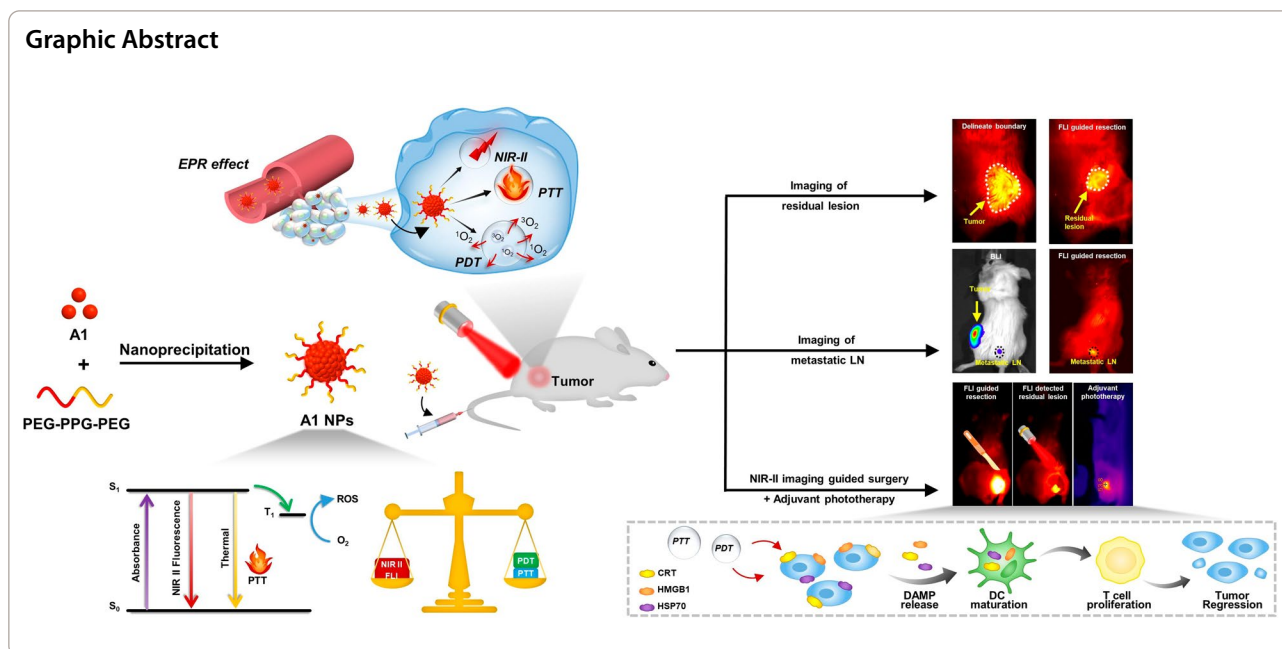 Graphic Abstract
EPR effect
NIR-II
PTT
³O₂
¹O₂
¹O₂
³O₂
¹O₂
PDT
A1
+
PEG-PPG-PEG
Nanoprecipitation
A1 NPs
Tumor
S₁
T₁
ROS
O₂
S₀
Absorbance
NIR II Fluorescence
Thermal
PTT
NIR II
FLI
PDT
PTT
Imaging of
residual lesion
Delineate boundary
Tumor
FLI guided resection
Residual
lesion
Imaging of
metastatic LN
BLI
Tumor
Metastatic LN
FLI guided resection
Metastatic LN
NIR-II imaging guided surgery
+ Adjuvant phototherapy
FLI guided
resection
FLI detected
residual lesion
Adjuvant
phototherapy
PTT
PDT
CRT
HMGB1
HSP70
DAMP
release
DC
maturation
T cell
proliferation
Tumor
Regression